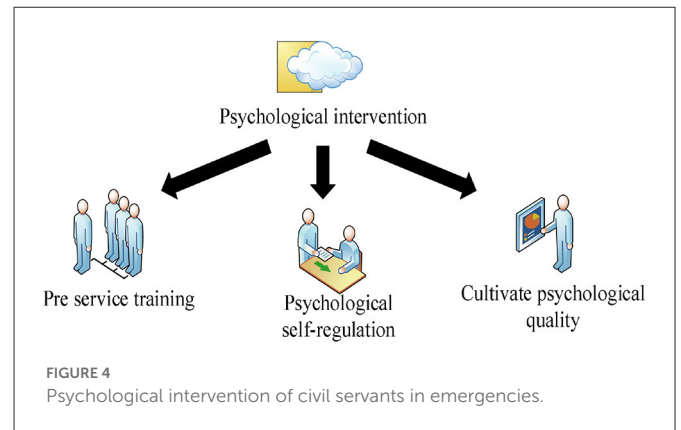 Psychological intervention
Pre service training
Psychological
self-regulation
Cultivate psychological
quality
FIGURE 4
Psychological intervention of civil servants in emergencies.